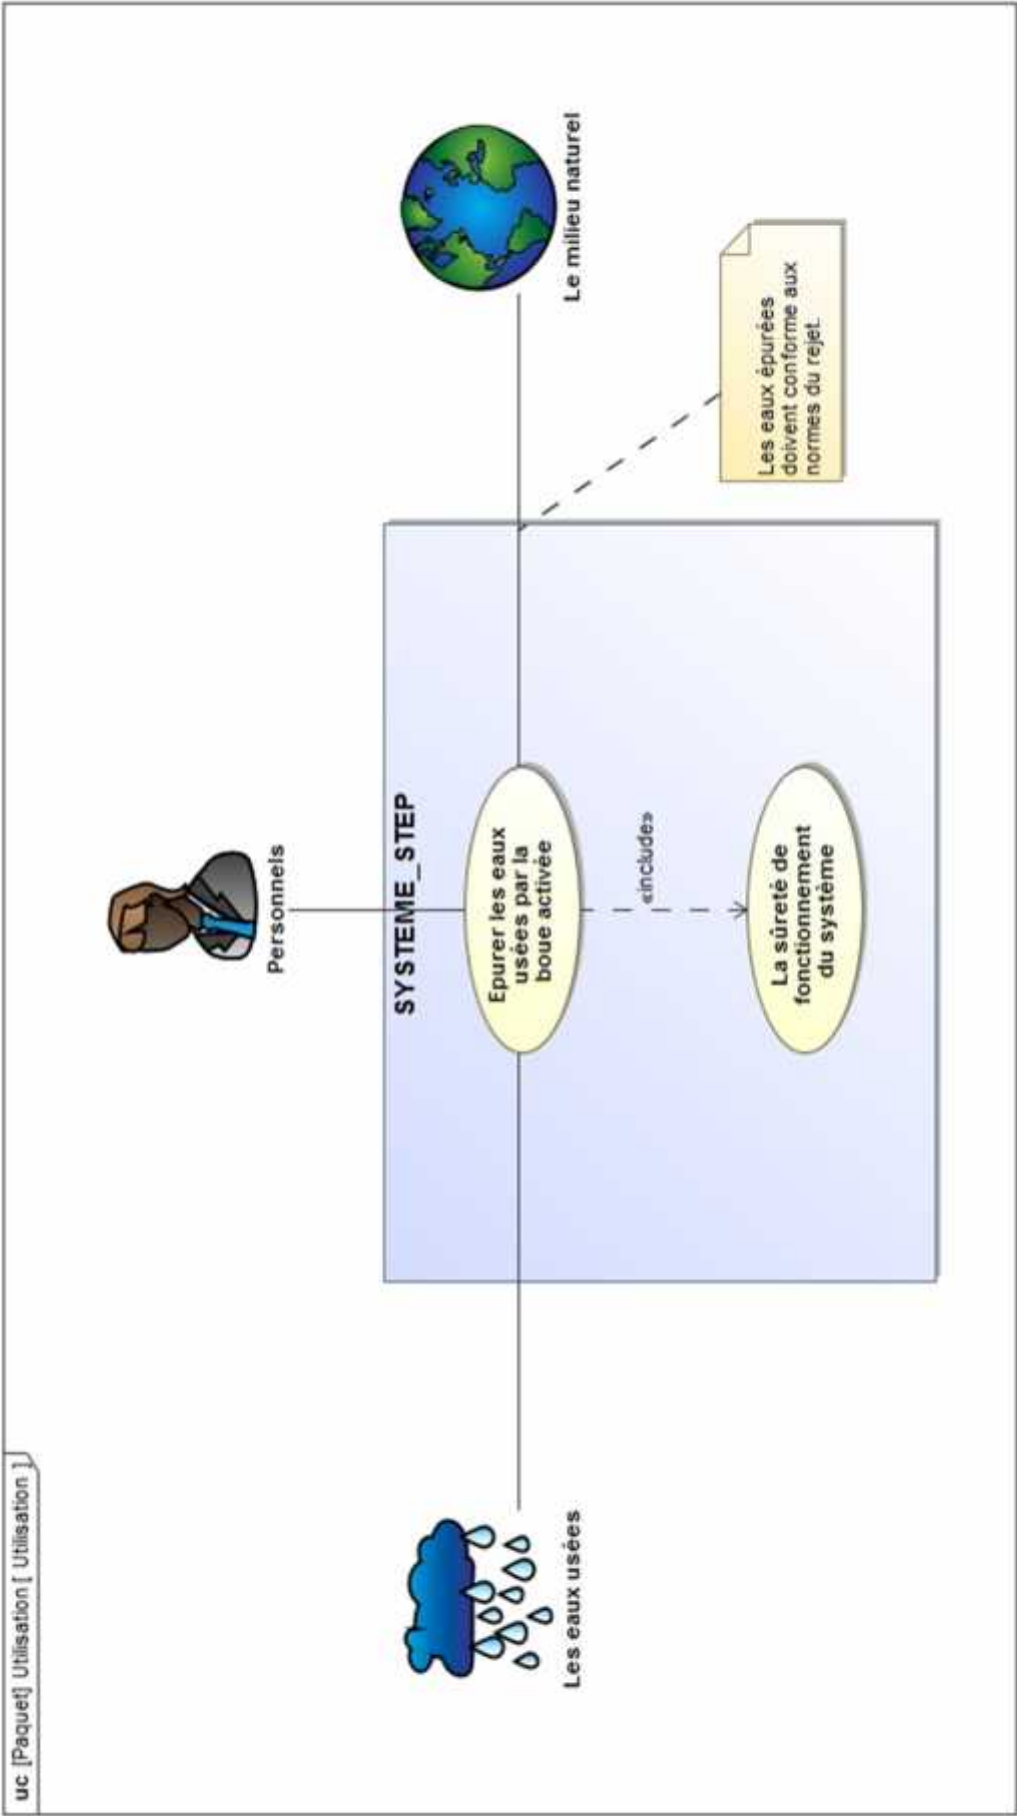 uc [Paquet] Utilisation [ Utilisation ]
Personnels
SYSTEME_STEP
Les eaux usées
Epurer les eaux
usées par la
boue activée
Le milieu naturel
«include»
Les eaux épurées
doivent conforme aux
normes du rejet.
La sûreté de
fonctionnement
du système